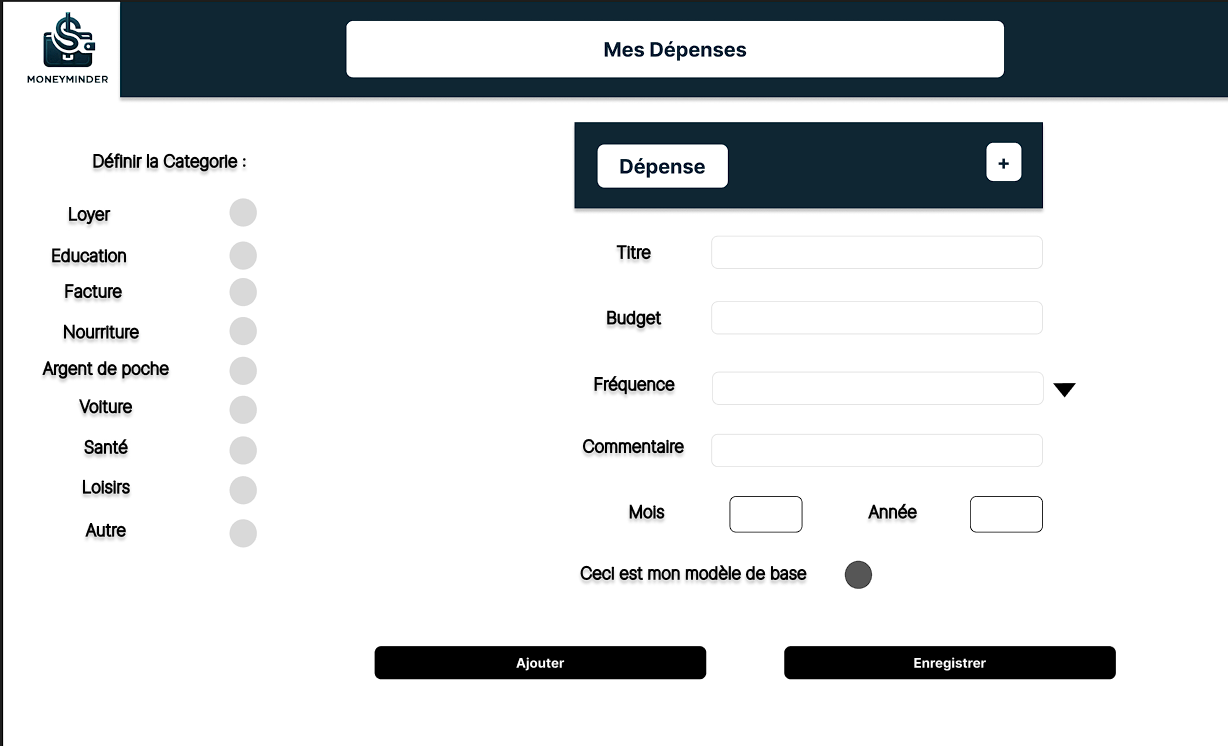 MONEYMINDER
Mes Dépenses
Dépense
+
Définir la Categorie :
Loyer
Education
Facture
Nourriture
Argent de poche
Voiture
Santé
Loisirs
Autre
Titre
Budget
Fréquence
Commentaire
Mois Année
Ceci est mon modèle de base
Ajouter Enregistrer